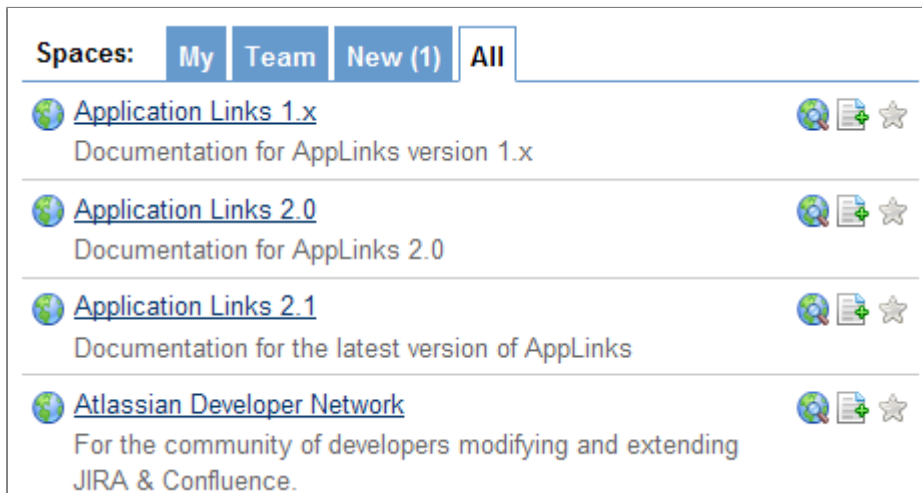 Spaces: My Team New (1) All
Application Links 1.x
Documentation for AppLinks version 1.x
Application Links 2.0
Documentation for AppLinks 2.0
Application Links 2.1
Documentation for the latest version of AppLinks
Atlassian Developer Network
For the community of developers modifying and extending
JIRA & Confluence.